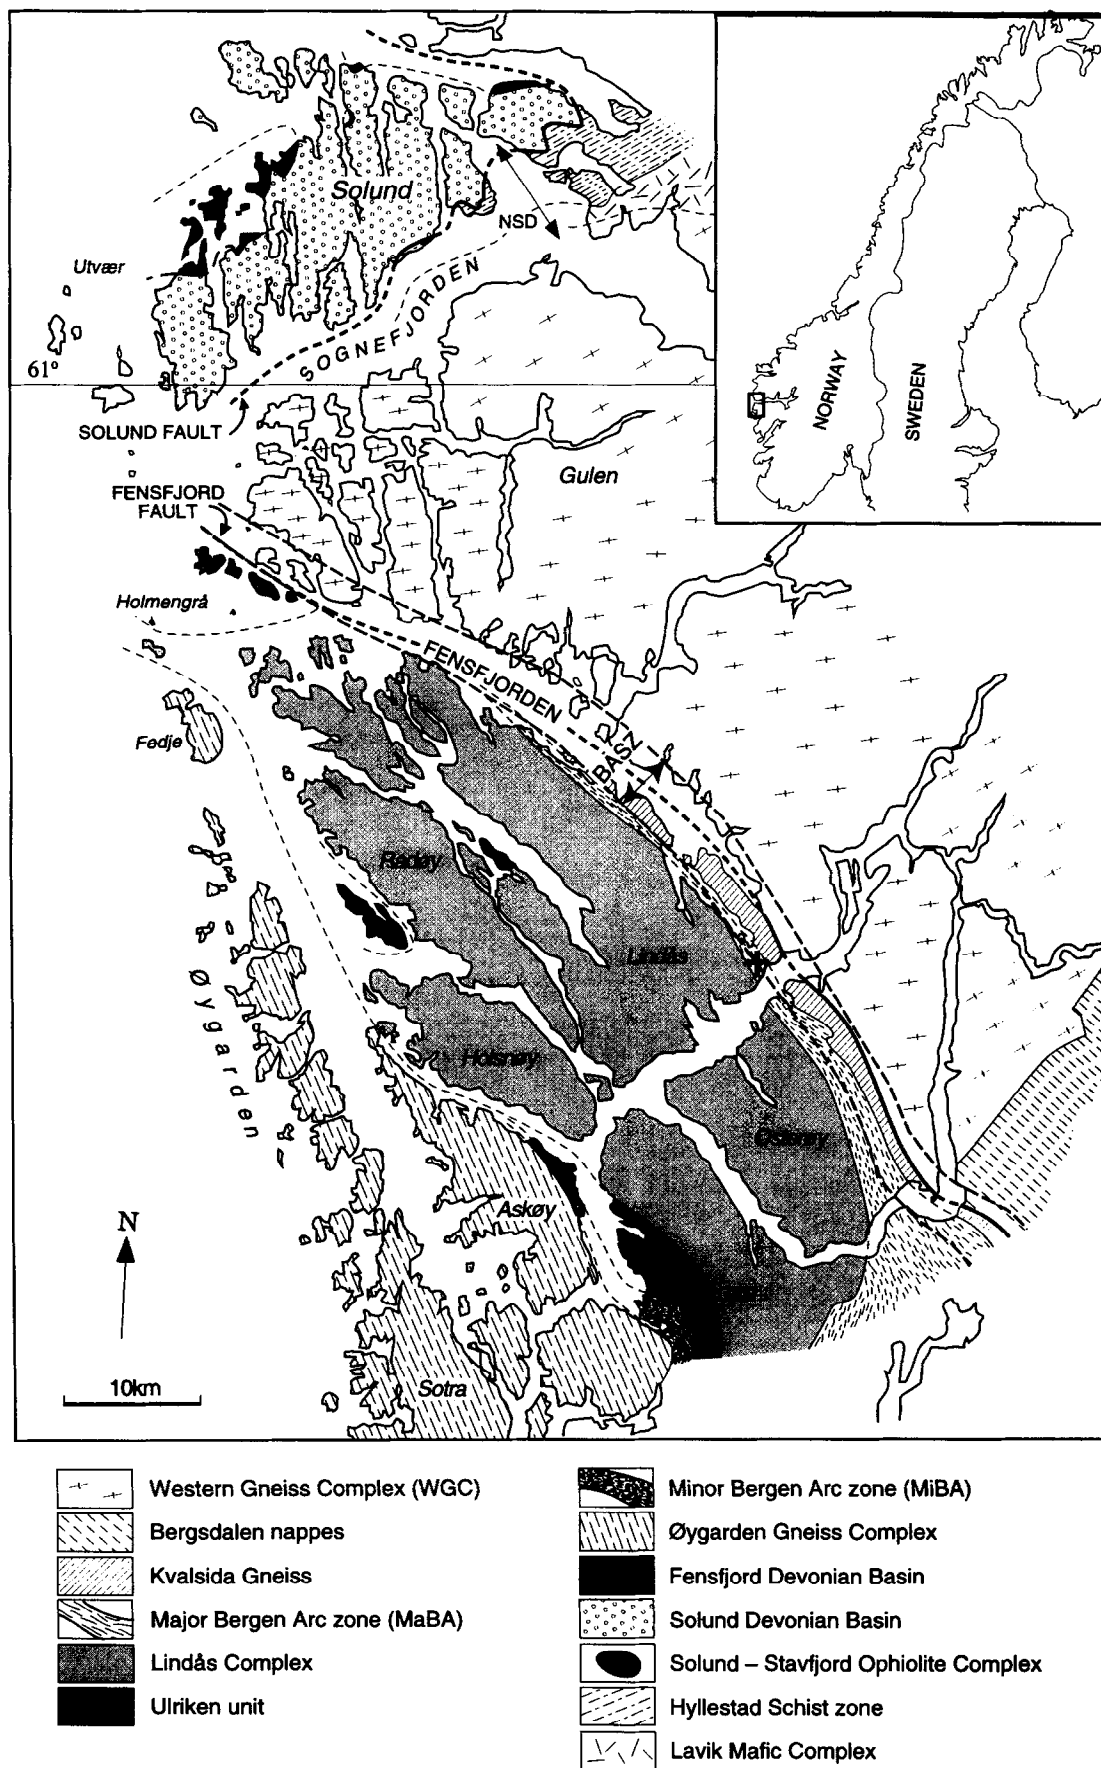 Solund
NSD
Utvær
SOGNEFJORDEN
61°
SOLUND FAULT
NORWAY
SWEDEN
Gulen
FENSFJORD
FAULT
Holmengrå
FENSFJORDEN
BASZ
Fedje
Radøy
Lindås
Øygarden
Holsnøy
Osterøy
Askøy
N
10km
Sotra
Western Gneiss Complex (WGC)
Bergsdalen nappes
Kvalsida Gneiss
Major Bergen Arc zone (MaBA)
Lindås Complex
Ulriken unit
Minor Bergen Arc zone (MiBA)
Øygarden Gneiss Complex
Fensfjord Devonian Basin
Solund Devonian Basin
Solund – Stavfjord Ophiolite Complex
Hyllestad Schist zone
Lavik Mafic Complex